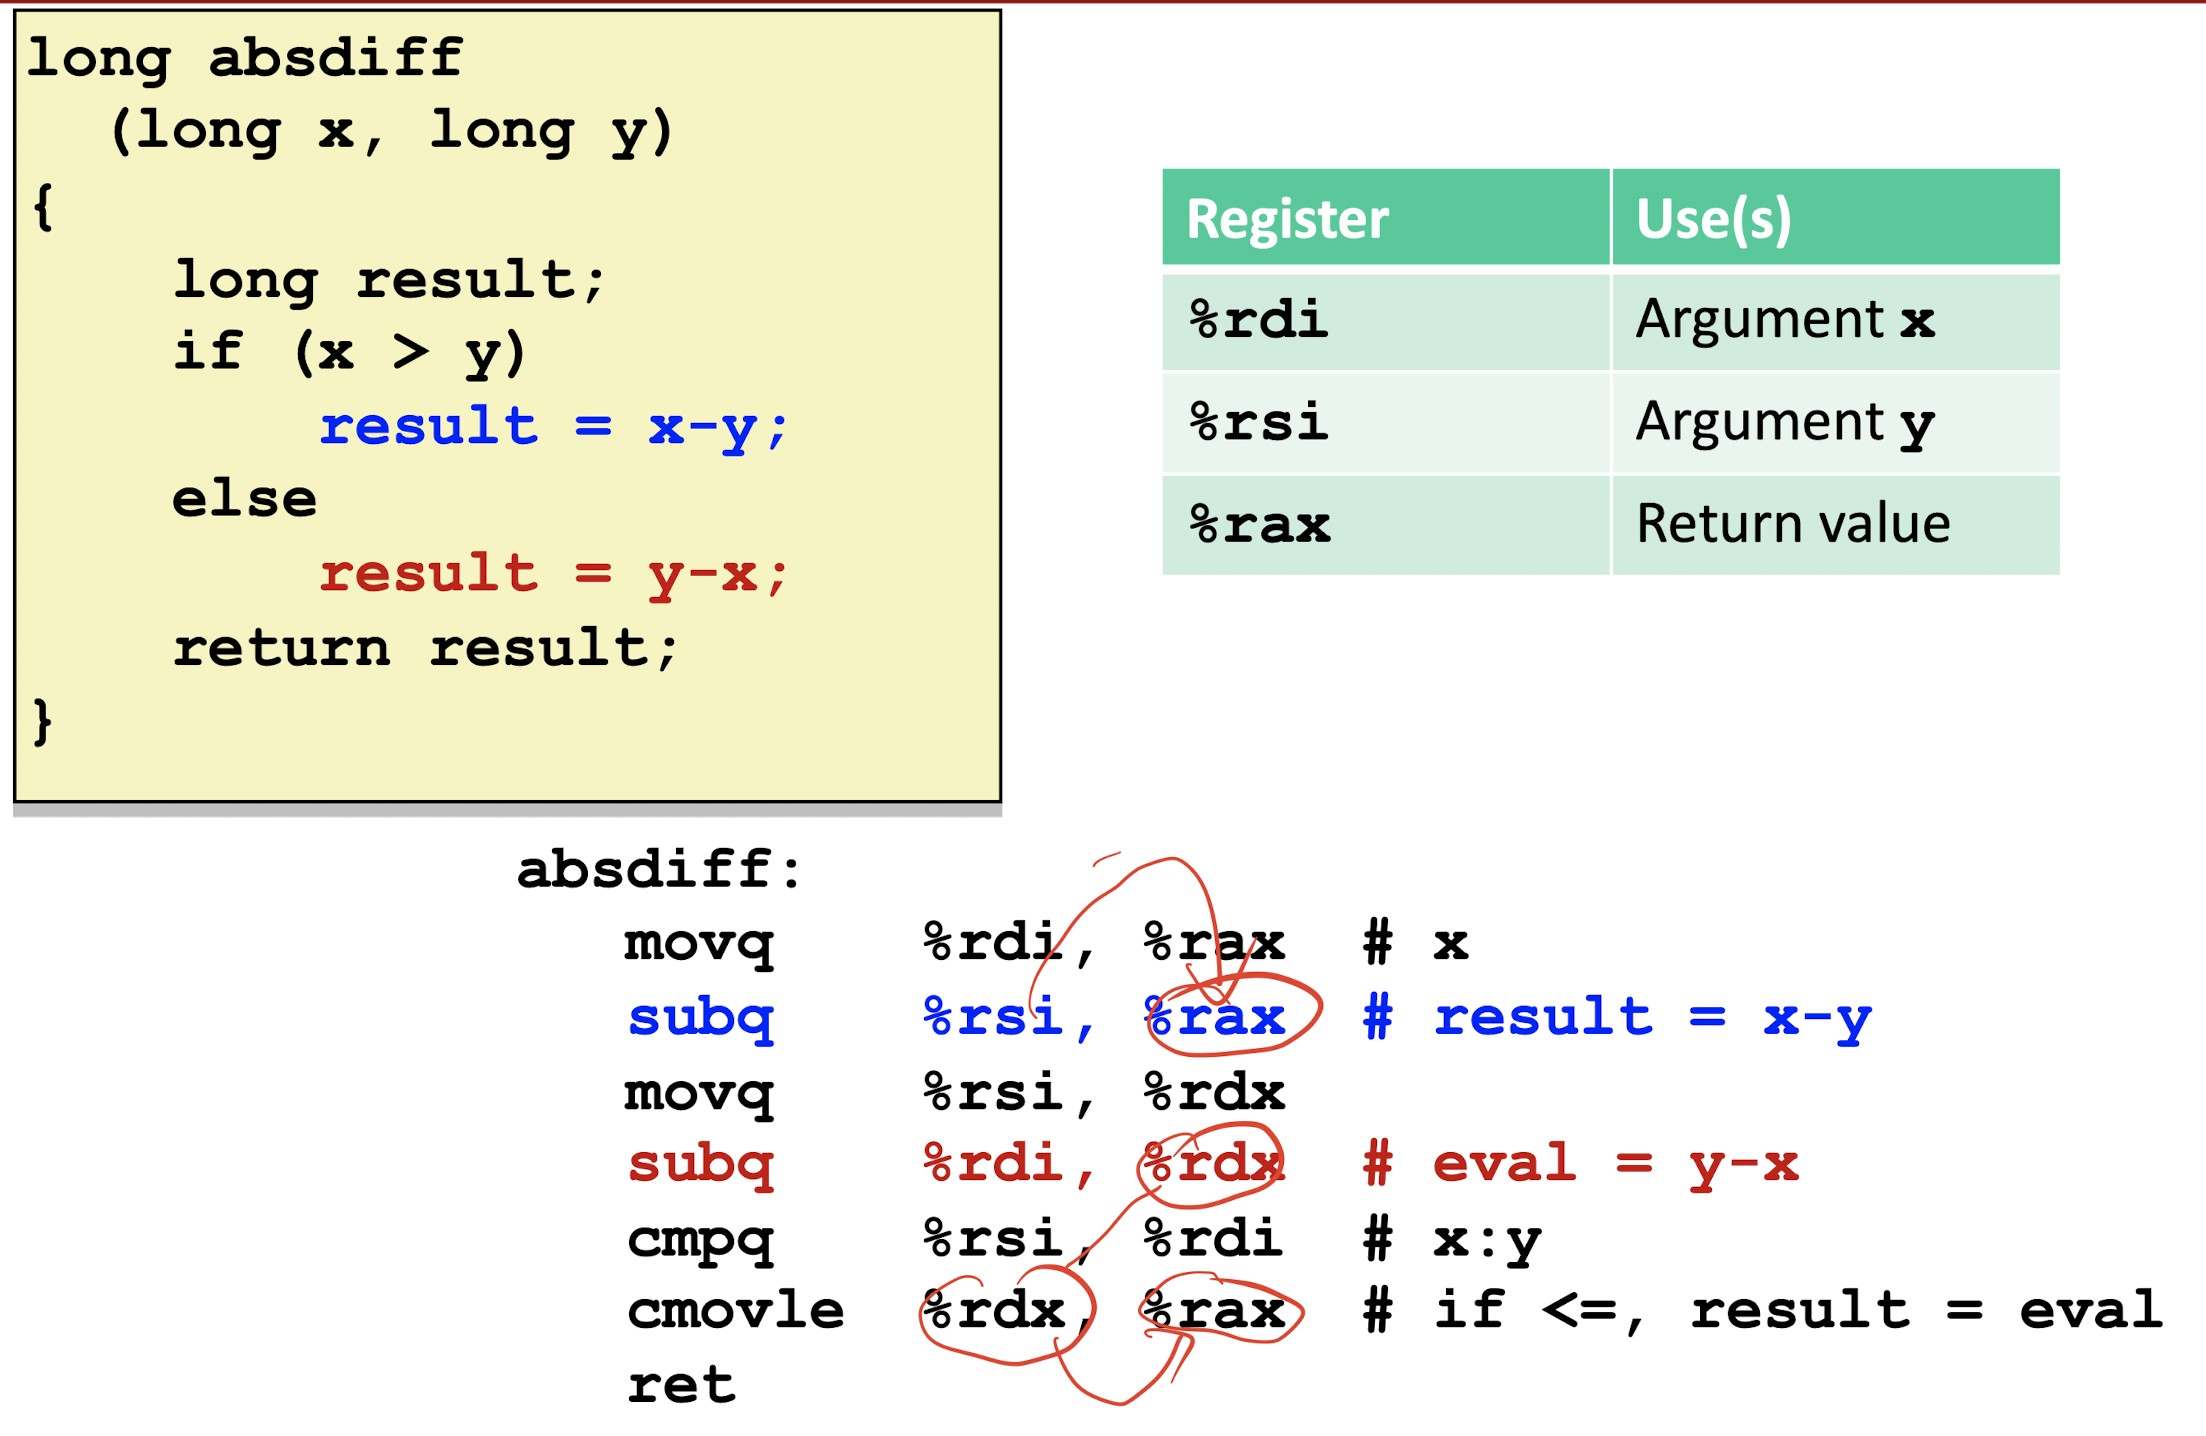 long absdiff
(long x, long y)
{
long result;
if (x > y)
result = x-y;
else
result = y-x;
return result;
}
Register Use(s)
%rdi Argument x
%rsi Argument y
%rax Return value
absdiff:
movq %rdi, %rax # x
subq %rsi, %rax # result = x-y
movq %rsi, %rdx
subq %rdi, %rdx # eval = y-x
cmpq %rsi, %rdi # x:y
cmovle %rdx, %rax # if <=, result = eval
ret